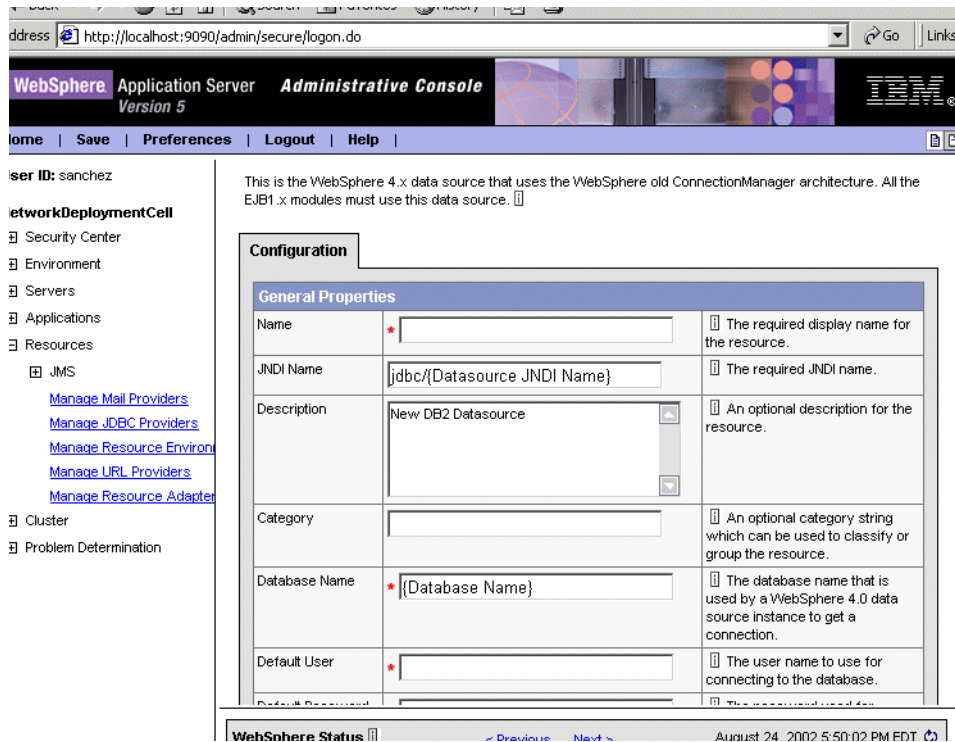 ddress http://localhost:9090/admin/secure/logon.do Go Links
WebSphere Application Server Administrative Console
Version 5
IBM
ome | Save | Preferences | Logout | Help |
ser ID: sanchez
This is the WebSphere 4.x data source that uses the WebSphere old ConnectionManager architecture. All the
EJB1.x modules must use this data source.
etworkDeploymentCell
Security Center
Environment
Servers
Applications
Resources
JMS
Manage Mail Providers
Manage JDBC Providers
Manage Resource Environ
Manage URL Providers
Manage Resource Adapter
Cluster
Problem Determination
Configuration
General Properties
Name * The required display name for
the resource.
JNDI Name jdbc/{Datasource JNDI Name} The required JNDI name.
Description New DB2 Datasource An optional description for the
resource.
Category An optional category string
which can be used to classify or
group the resource.
Database Name * {Database Name} The database name that is
used by a WebSphere 4.0 data
source instance to get a
connection.
Default User * The user name to use for
connecting to the database.
WebSphere Status < Previous Next > August 24, 2002 5:50:02 PM EDT